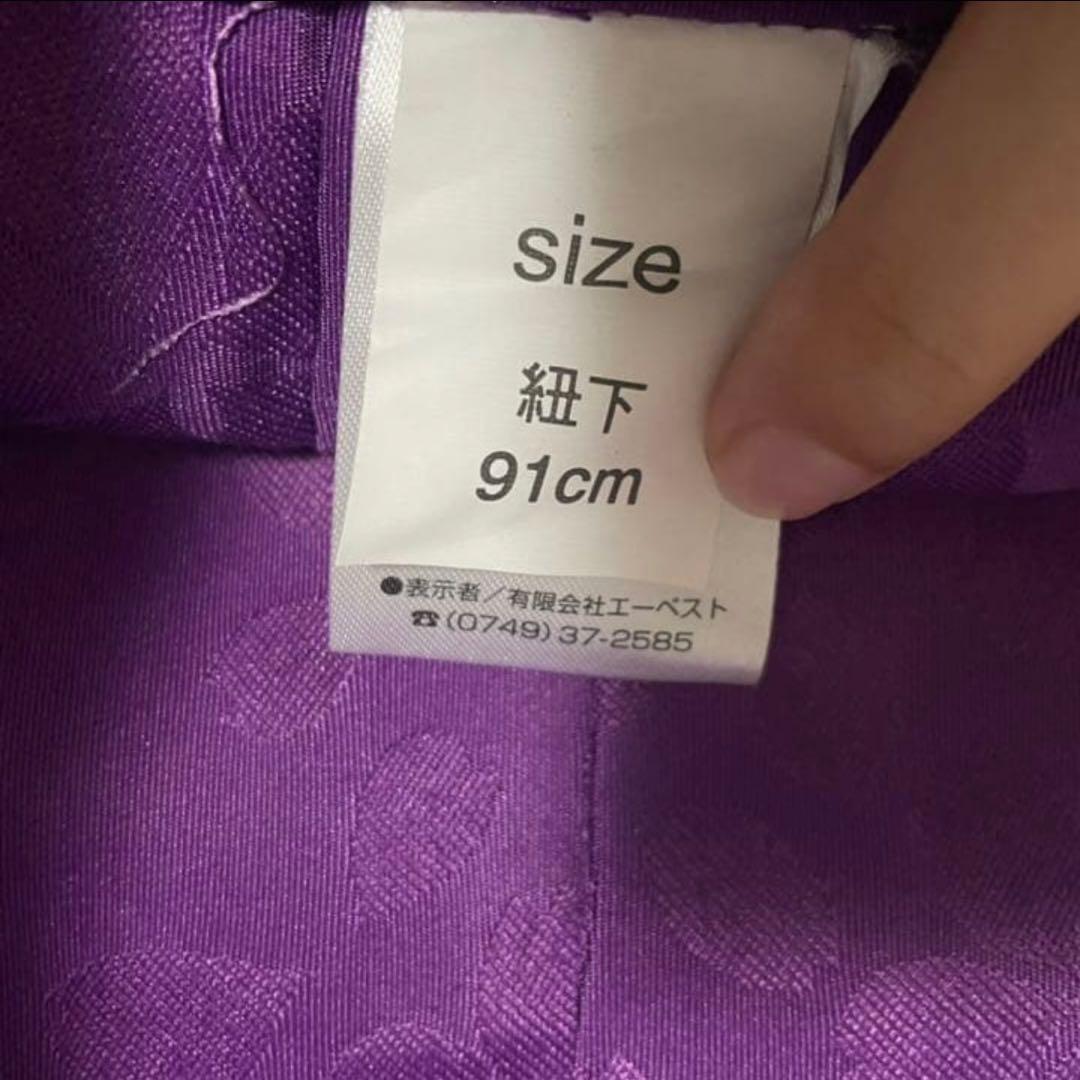 size
紐下
91cm
●表示者／有限会社エーベスト
☎(0749)37-2585